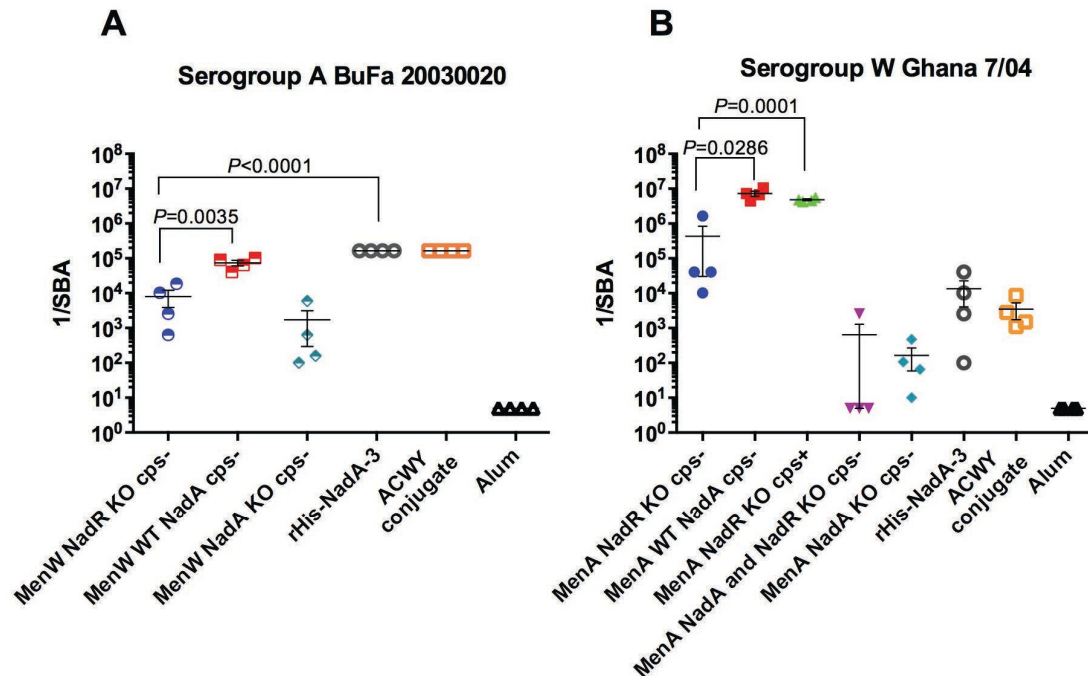 A
Serogroup A BuFa 20030020
P<0.0001
P=0.0035
10⁸
10⁷
10⁶
10⁵
10⁴
10³
10²
10¹
10⁰
1/SBA
MenW NadR KO cps-
MenW WT NadA cps-
MenW NadA KO cps-
rHis-NadA-3
ACWY
conjugate
Alum
B
Serogroup W Ghana 7/04
P=0.0001
P=0.0286
10⁸
10⁷
10⁶
10⁵
10⁴
10³
10²
10¹
10⁰
1/SBA
MenA NadR KO cps-
MenA WT NadA cps-
MenA NadR KO cps+
MenA NadA and NadR KO cps-
MenA NadA KO cps-
rHis-NadA-3
ACWY
conjugate
Alum